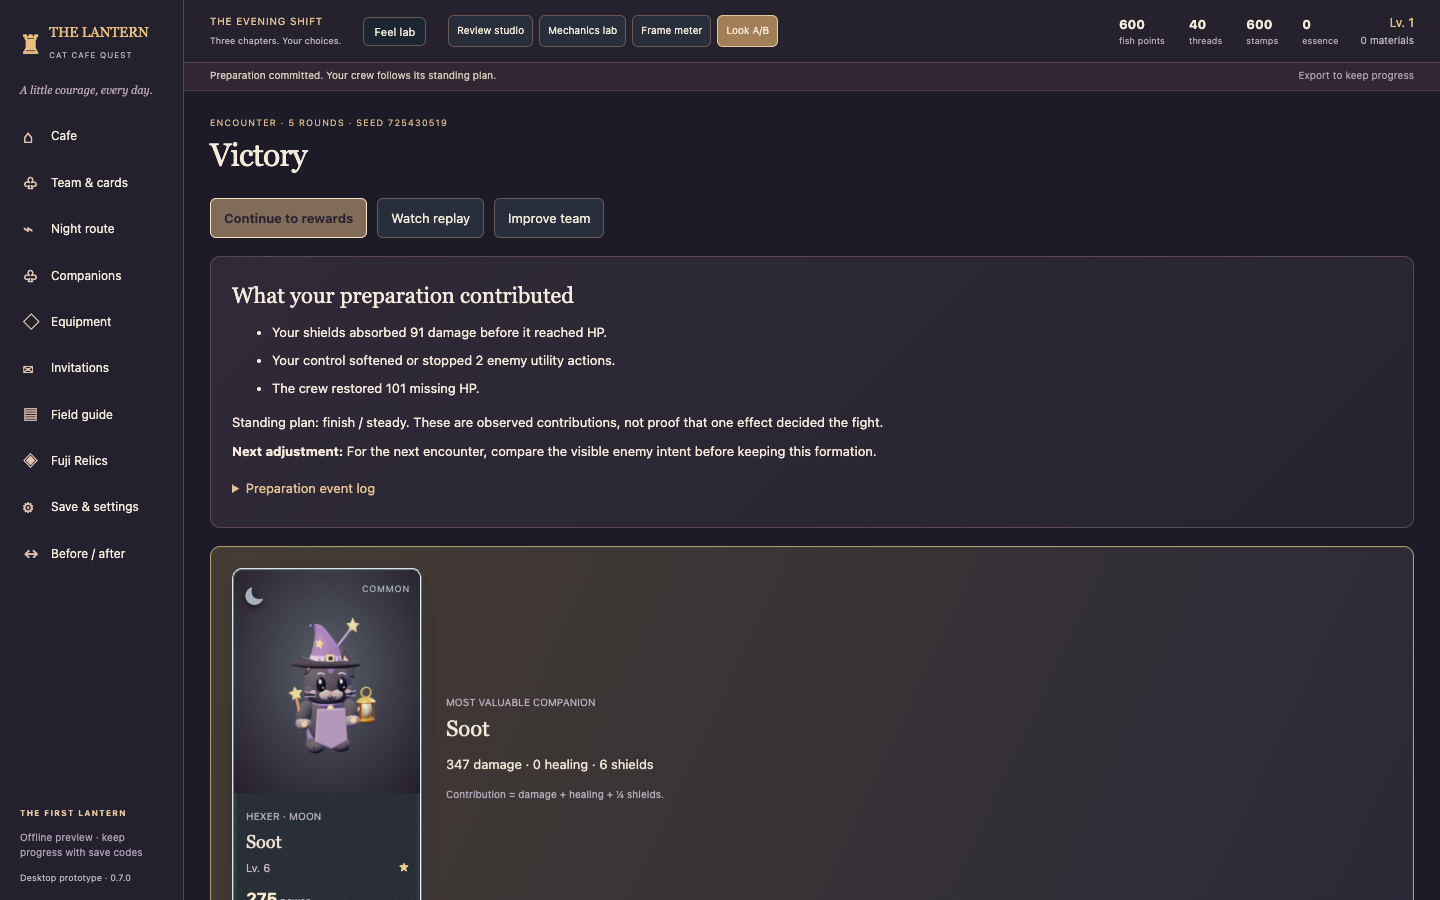 THE LANTERN
CAT CAFE QUEST
A little courage, every day.
Cafe
Team & cards
Night route
Companions
Equipment
Invitations
Field guide
Fuji Relics
Save & settings
Before / after
THE FIRST LANTERN
Offline preview · keep
progress with save codes
Desktop prototype · 0.7.0
THE EVENING SHIFT
Three chapters. Your choices.
Feel lab
Review studio
Mechanics lab
Frame meter
Look A/B
600
fish points
40
threads
600
stamps
0
essence
Lv. 1
0 materials
Preparation committed. Your crew follows its standing plan.
Export to keep progress
ENCOUNTER · 5 ROUNDS · SEED 725430519
Victory
Continue to rewards
Watch replay
Improve team
What your preparation contributed
• Your shields absorbed 91 damage before it reached HP.
• Your control softened or stopped 2 enemy utility actions.
• The crew restored 101 missing HP.
Standing plan: finish / steady. These are observed contributions, not proof that one effect decided the fight.
Next adjustment: For the next encounter, compare the visible enemy intent before keeping this formation.
Preparation event log
COMMON
HEXER · MOON
Soot
Lv. 6
275
MOST VALUABLE COMPANION
Soot
347 damage · 0 healing · 6 shields
Contribution = damage + healing + ¼ shields.